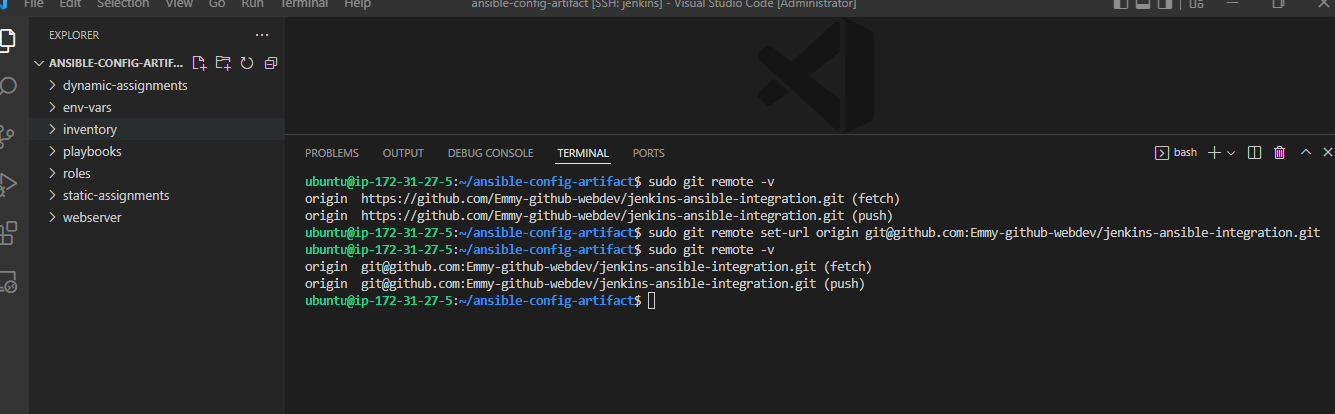 File Edit Selection View Go Run Terminal Help
ansible-config-artifact [SSH: jenkins] - Visual Studio Code [Administrator]
EXPLORER
ANSIBLE-CONFIG-ARTIF...
dynamic-assignments
env-vars
inventory
playbooks
roles
static-assignments
webserver
PROBLEMS OUTPUT DEBUG CONSOLE TERMINAL PORTS
bash
ubuntu@ip-172-31-27-5:~/ansible-config-artifact$ sudo git remote -v
origin  https://github.com/Emmy-github-webdev/jenkins-ansible-integration.git (fetch)
origin  https://github.com/Emmy-github-webdev/jenkins-ansible-integration.git (push)
ubuntu@ip-172-31-27-5:~/ansible-config-artifact$ sudo git remote set-url origin git@github.com:Emmy-github-webdev/jenkins-ansible-integration.git
ubuntu@ip-172-31-27-5:~/ansible-config-artifact$ sudo git remote -v
origin  git@github.com:Emmy-github-webdev/jenkins-ansible-integration.git (fetch)
origin  git@github.com:Emmy-github-webdev/jenkins-ansible-integration.git (push)
ubuntu@ip-172-31-27-5:~/ansible-config-artifact$